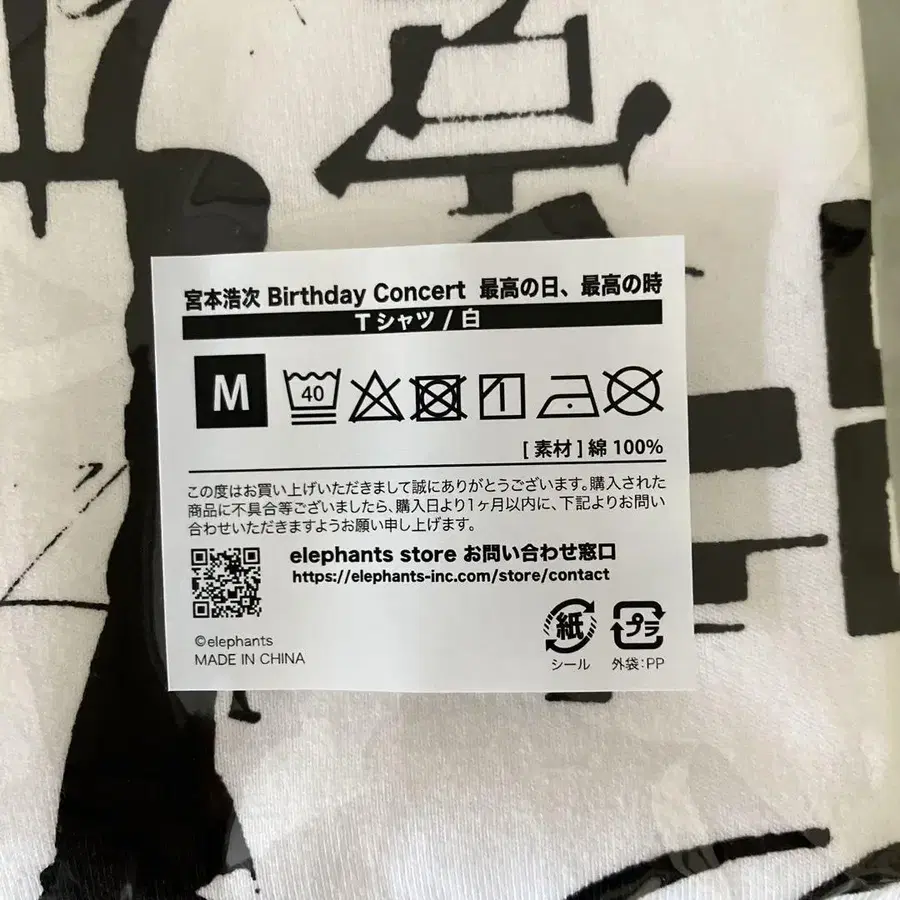 宮本浩次 Birthday Concert 最高の日、最高の時
Tシャツ / 白
M
40
[ 素材 ] 綿 100%
この度はお買い上げいただきまして誠にありがとうございます。購入された
商品に不具合等ございましたら、購入日より1ヶ月以内に、下記よりお問い
合わせいただきますようお願い申し上げます。
elephants store お問い合わせ窓口
https://elephants-inc.com/store/contact
©elephants
MADE IN CHINA
紙
シール
プラ
外袋:PP